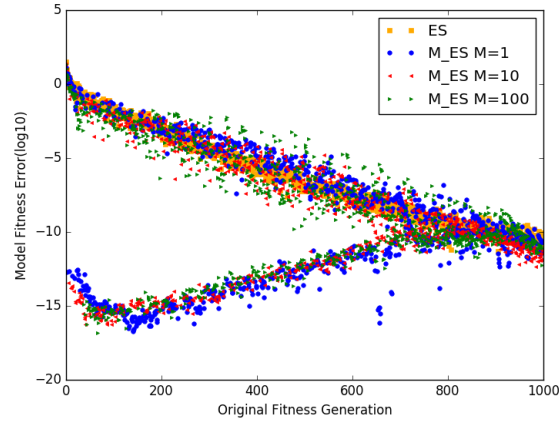 ES
M_ES M=1
M_ES M=10
M_ES M=100
5
0
−5
−10
−15
−20
Model Fitness Error(log10)
0 200 400 600 800 1000
Original Fitness Generation